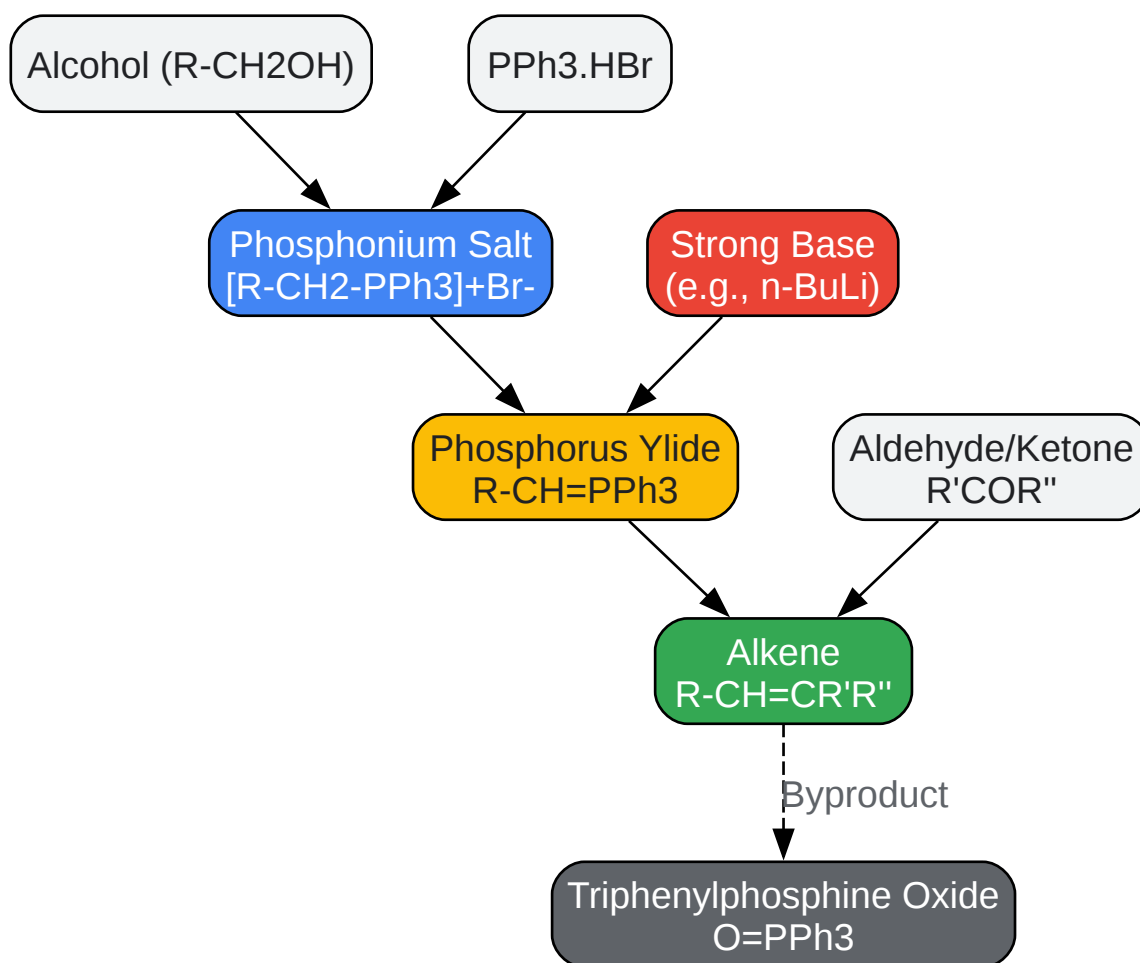 Alcohol (R-CH2OH)
PPh3.HBr
Phosphonium Salt
[R-CH2-PPh3]+Br-
Strong Base
(e.g., n-BuLi)
Phosphorus Ylide
R-CH=PPh3
Aldehyde/Ketone
R'COR"
Alkene
R-CH=CR'R"
Byproduct
Triphenylphosphine Oxide
O=PPh3